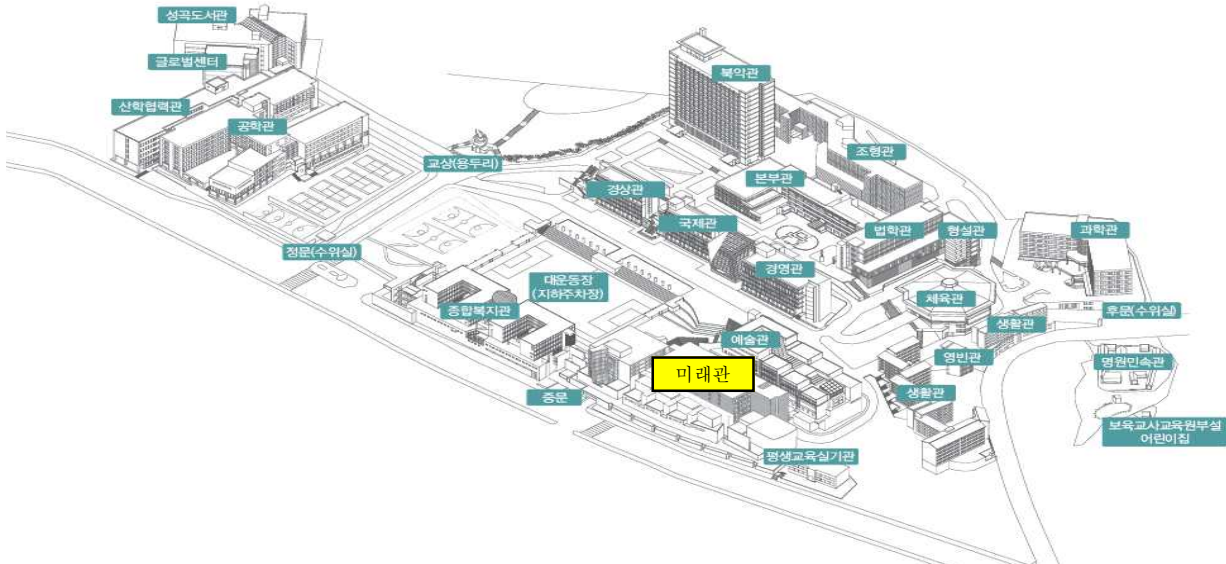 성곡도서관
글로벌센터
산학협력관
공학관
북악관
교상(용두리)
조형관
경상관
본부관
국제관
법학관
형설관
과학관
정문(수위실)
경영관
대운동장
(지하주차장)
종합복지관
체육관
후문(수위실)
생활관
예술관
영빈관
명원민속관
미래관
중문
생활관
보육교사교육원부설
어린이집
평생교육실기관